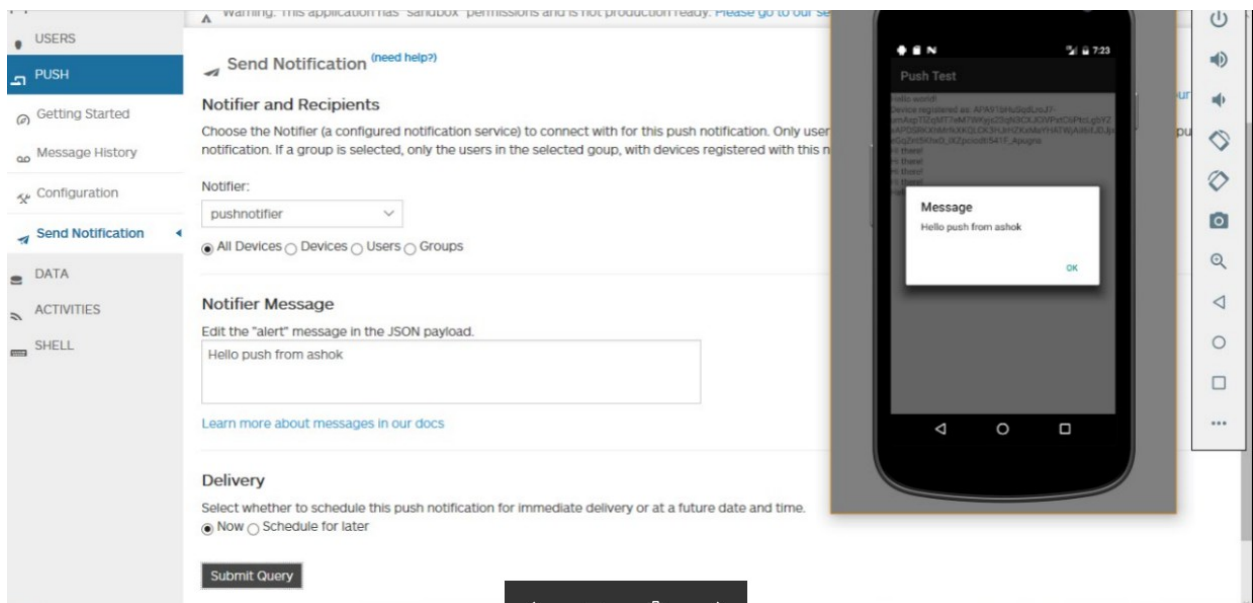 Warning: This application has "sandbox" permissions and is not production ready. Please go to our se
USERS
PUSH
Getting Started
Message History
Configuration
Send Notification
DATA
ACTIVITIES
SHELL
Send Notification (need help?)
Notifier and Recipients
Choose the Notifier (a configured notification service) to connect with for this push notification. Only user
notification. If a group is selected, only the users in the selected goup, with devices registered with this n
Notifier:
pushnotifier
All Devices Devices Users Groups
Notifier Message
Edit the "alert" message in the JSON payload.
Hello push from ashok
Learn more about messages in our docs
Delivery
Select whether to schedule this push notification for immediate delivery or at a future date and time.
Now Schedule for later
Submit Query
7:23
Push Test
Hello world!
Hi there!
Hi there!
Hi there!
Hi there!
Message
Hello push from ashok
OK
ur
pu